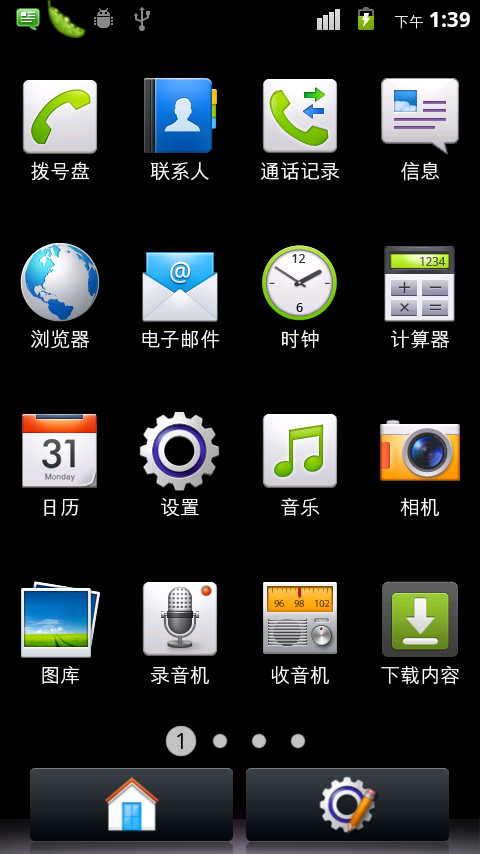 下午 1:39
拨号盘 联系人 通话记录 信息
12
6
1234
浏览器 电子邮件 时钟 计算器
31
Monday
日历 设置 音乐 相机
96 98 102
图库 录音机 收音机 下载内容
1